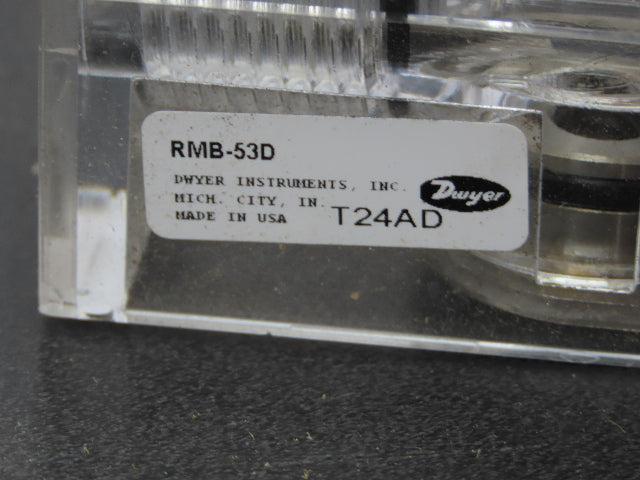 RMB-53D
DWYER INSTRUMENTS, INC.
MICH. CITY, IN.
MADE IN USA
T24AD
Dwyer